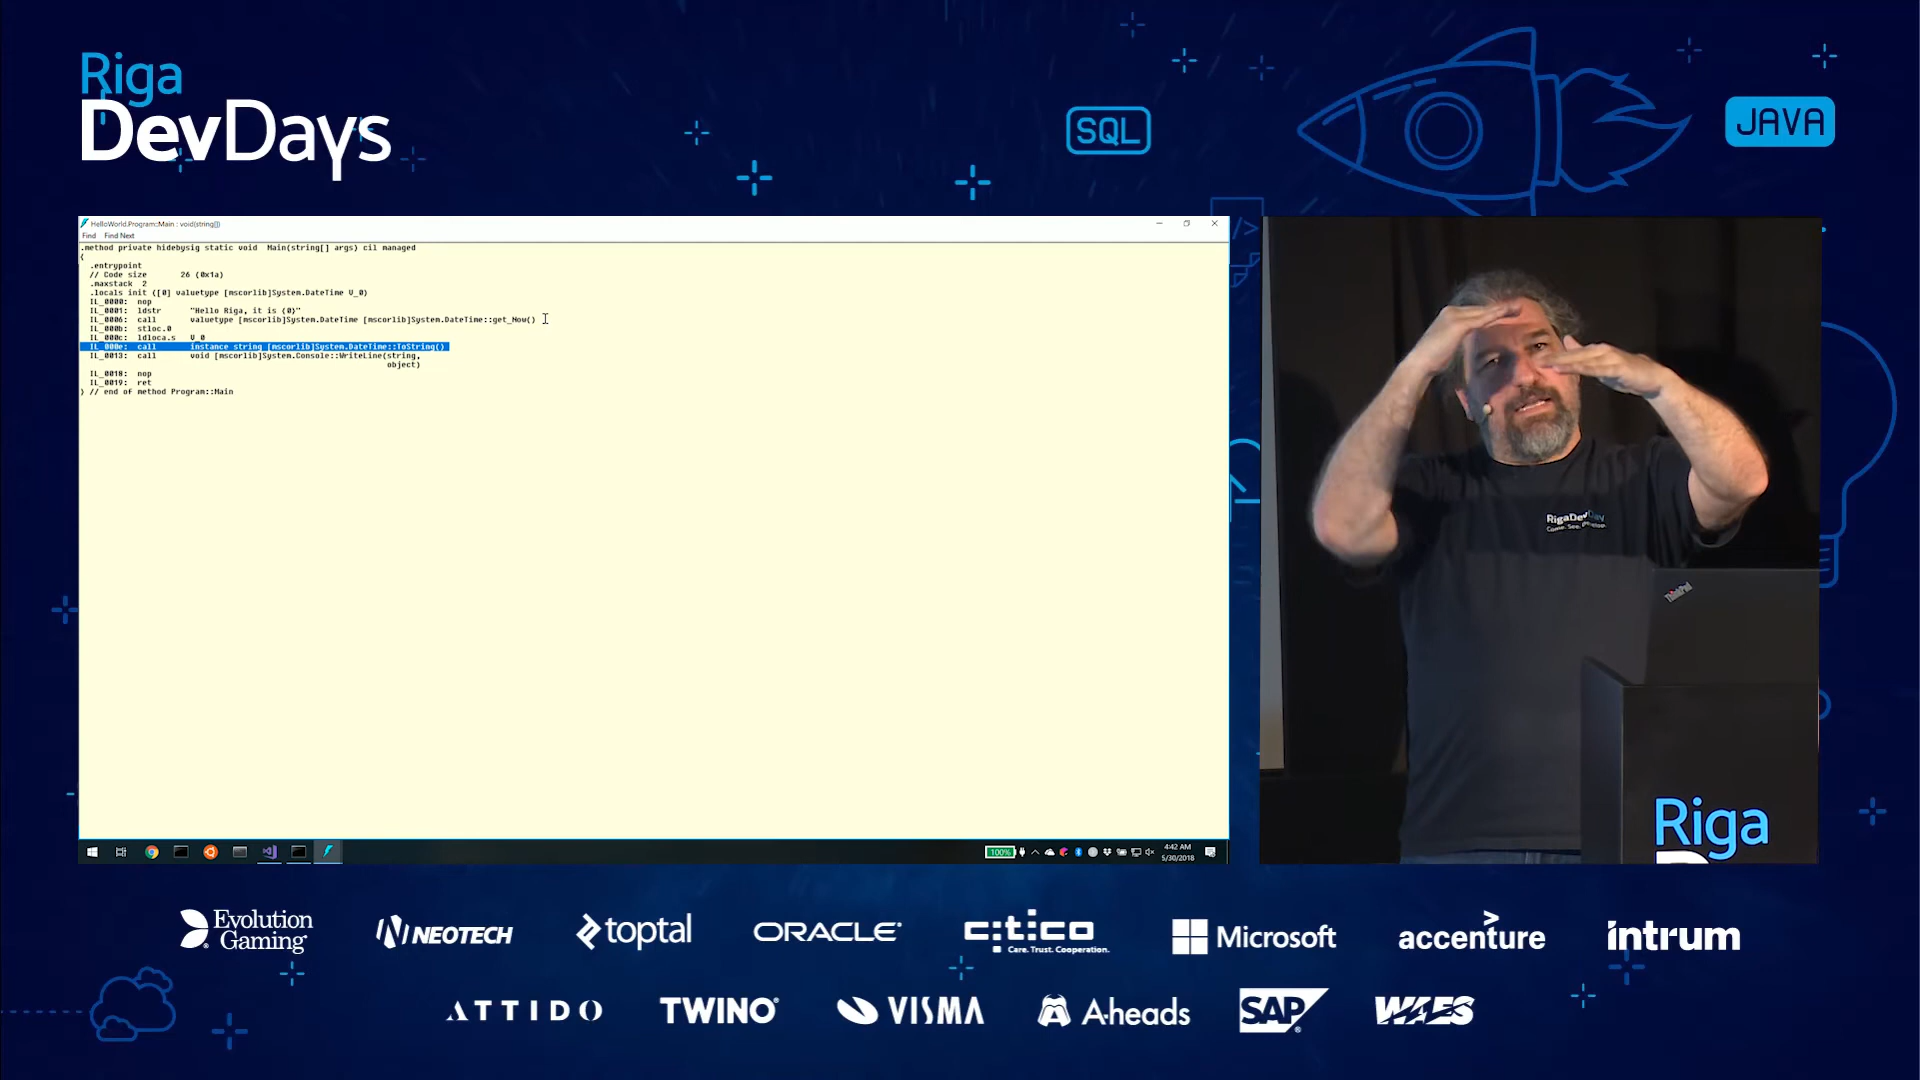 Riga
DevDays
SQL
JAVA
HelloWorld.Program::Main : void(string[])
Find Find Next
.method private hidebysig static void  Main(string[] args) cil managed
{
.entrypoint
// Code size       26 (0x1a)
.maxstack  2
.locals init ([0] valuetype [mscorlib]System.DateTime V_0)
IL_0000:  nop
IL_0001:  ldstr      "Hello Riga, it is {0}"
IL_0006:  call       valuetype [mscorlib]System.DateTime [mscorlib]System.DateTime::get_Now()
IL_000b:  stloc.0
IL_000c:  ldloca.s   V_0
IL_000e:  call       instance string [mscorlib]System.DateTime::ToString()
IL_0013:  call       void [mscorlib]System.Console::WriteLine(string,
object)
IL_0018:  nop
IL_0019:  ret
} // end of method Program::Main
100%
4:42 AM
5/30/2018
RigaDevDay
ThinkPad
Riga
Evolution
Gaming
NEOTECH
toptal
ORACLE
citico
Care. Trust. Cooperation.
Microsoft
accenture
intrum
ATTIDO
TWINO
VISMA
A-heads
SAP